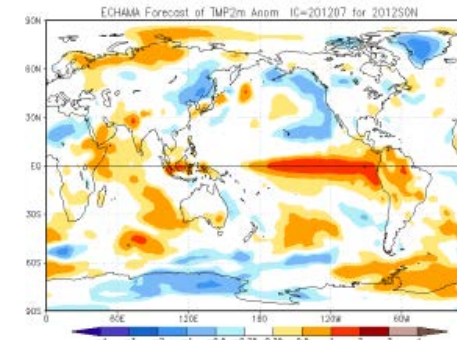 ECHAMA Forecast of TMP2m Anom IC=201207 for 2012SON
90N
60N
30N
EQ
30S
60S
90S
0 60E 120E 180 120W 60W